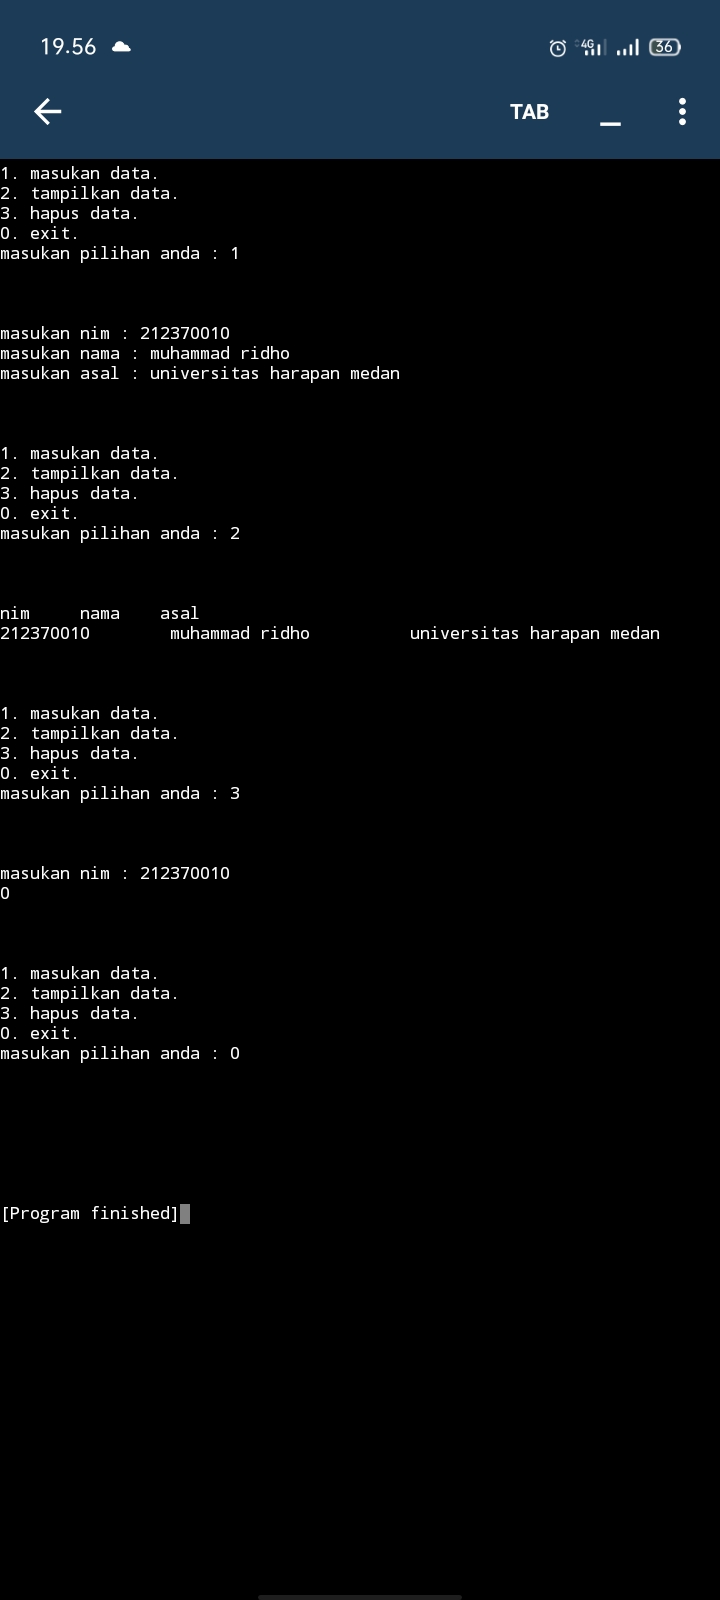 19.56 4G 36
TAB
1. masukan data.
2. tampilkan data.
3. hapus data.
0. exit.
masukan pilihan anda : 1
masukan nim : 212370010
masukan nama : muhammad ridho
masukan asal : universitas harapan medan
1. masukan data.
2. tampilkan data.
3. hapus data.
0. exit.
masukan pilihan anda : 2
nim nama asal
212370010 muhammad ridho universitas harapan medan
1. masukan data.
2. tampilkan data.
3. hapus data.
0. exit.
masukan pilihan anda : 3
masukan nim : 212370010
0
1. masukan data.
2. tampilkan data.
3. hapus data.
0. exit.
masukan pilihan anda : 0
[Program finished]